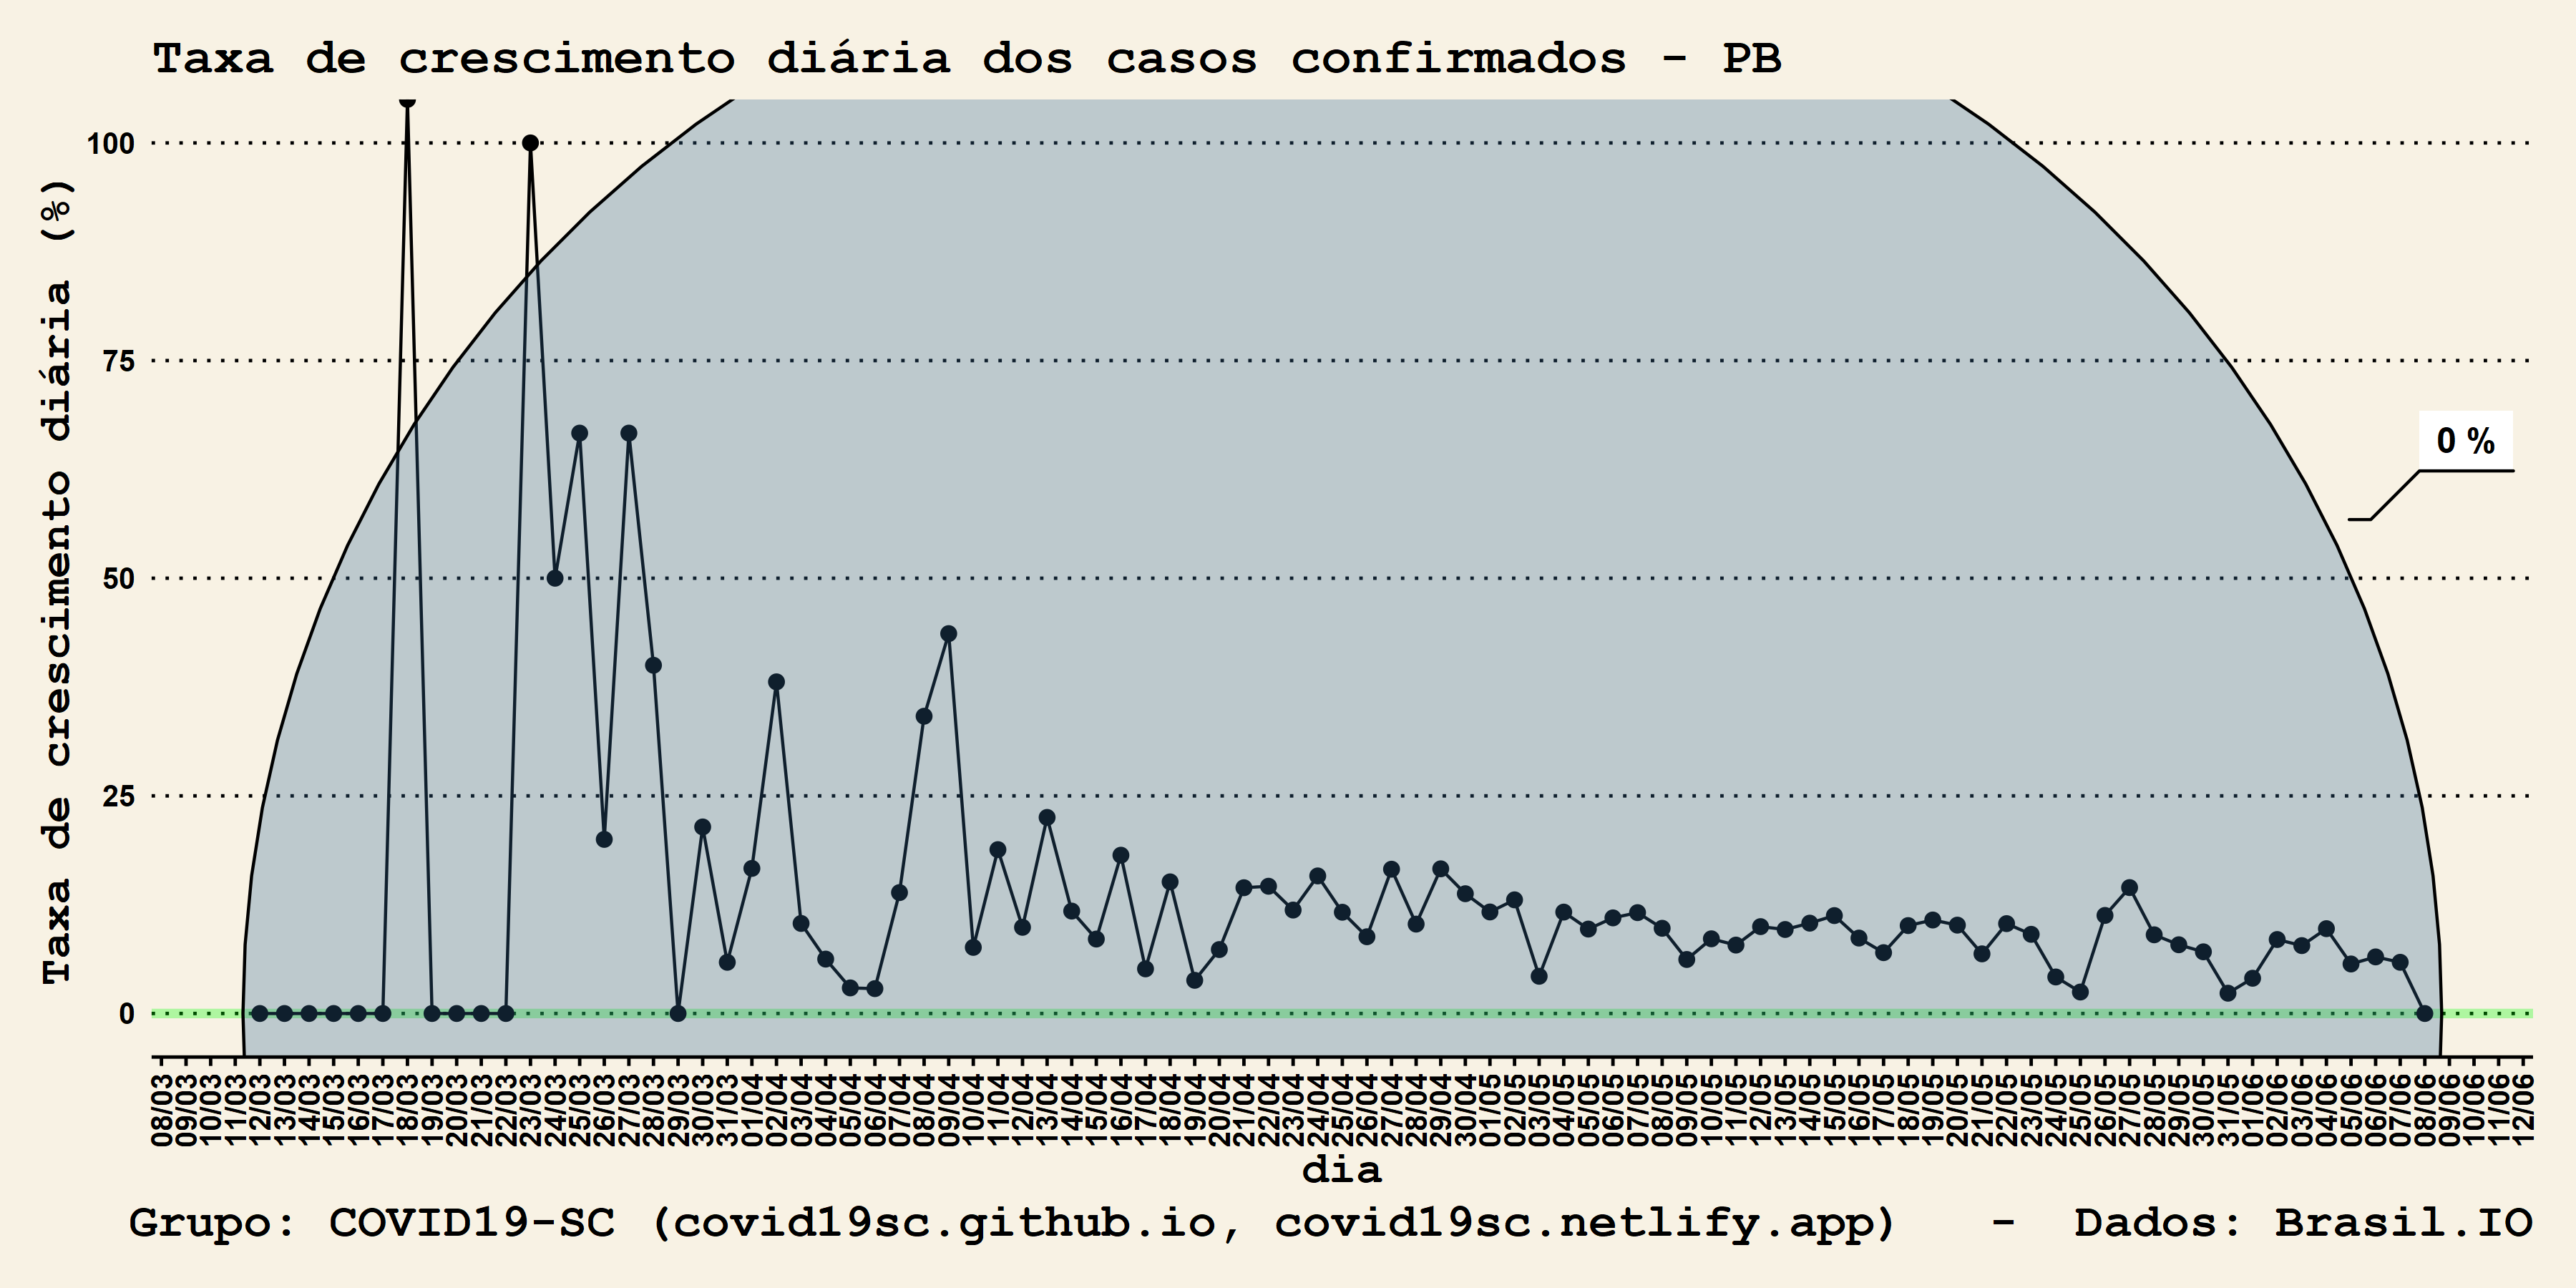 Taxa de crescimento diária dos casos confirmados - PB
Taxa de crescimento diária (%)
100
75
50
25
0
0 %
08/03 09/03 10/03 11/03 12/03 13/03 14/03 15/03 16/03 17/03 18/03 19/03 20/03 21/03 22/03 23/03 24/03 25/03 26/03 27/03 28/03 29/03 30/03 31/03 01/04 02/04 03/04 04/04 05/04 06/04 07/04 08/04 09/04 10/04 11/04 12/04 13/04 14/04 15/04 16/04 17/04 18/04 19/04 20/04 21/04 22/04 23/04 24/04 25/04 26/04 27/04 28/04 29/04 30/04 01/05 02/05 03/05 04/05 05/05 06/05 07/05 08/05 09/05 10/05 11/05 12/05 13/05 14/05 15/05 16/05 17/05 18/05 19/05 20/05 21/05 22/05 23/05 24/05 25/05 26/05 27/05 28/05 29/05 30/05 31/05 01/06 02/06 03/06 04/06 05/06 06/06 07/06 08/06 09/06 10/06 11/06 12/06
dia
Grupo: COVID19-SC (covid19sc.github.io, covid19sc.netlify.app) - Dados: Brasil.IO